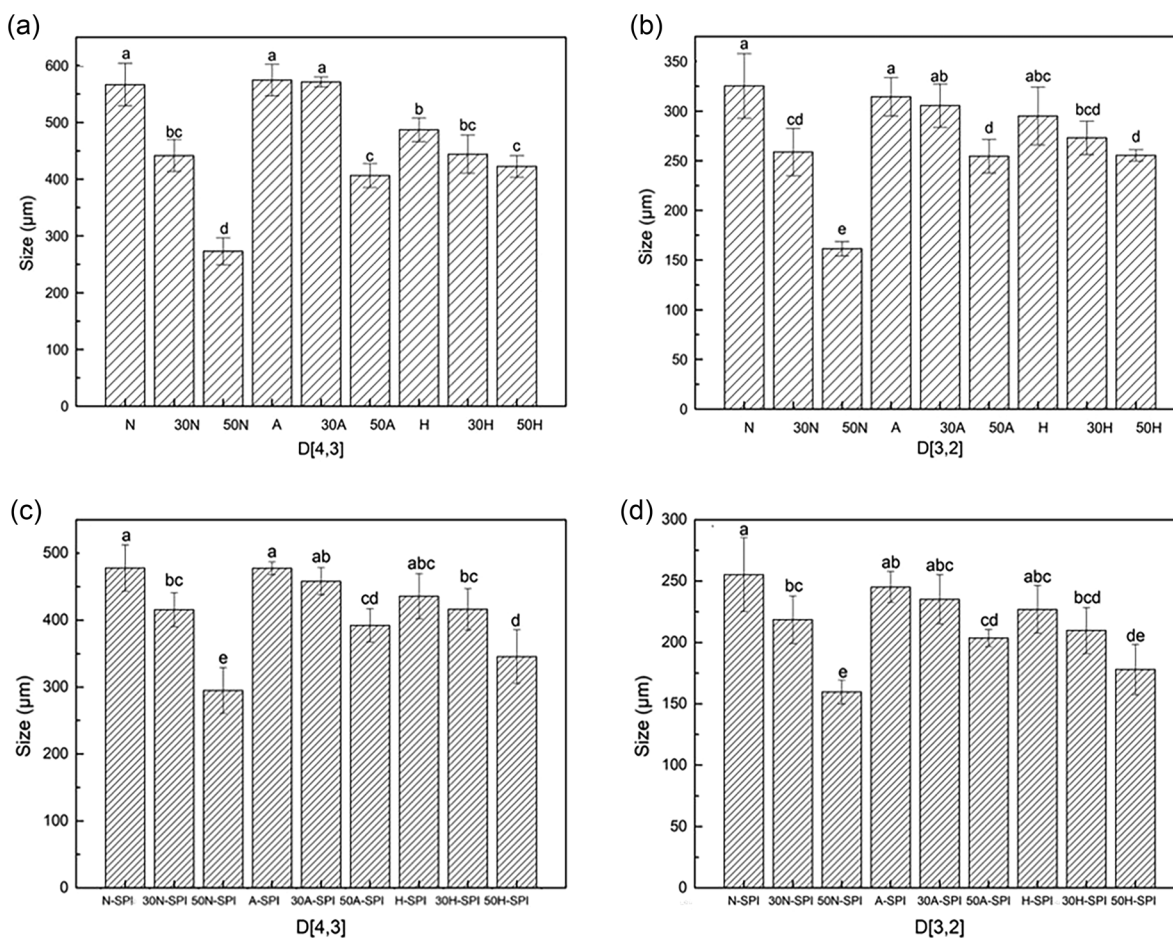 (a)
600
500
400
300
200
100
0
Size (μm)
a
bc
d
a
a
c
b
bc
c
N 30N 50N A 30A 50A H 30H 50H
D[4,3]
(b)
350
300
250
200
150
100
50
0
Size (μm)
a
cd
e
a
ab
d
abc
bcd
d
N 30N 50N A 30A 50A H 30H 50H
D[3,2]
(c)
500
400
300
200
100
0
Size (μm)
a
bc
e
a
ab
cd
abc
bc
d
N-SPI 30N-SPI 50N-SPI A-SPI 30A-SPI 50A-SPI H-SPI 30H-SPI 50H-SPI
D[4,3]
(d)
300
250
200
150
100
50
0
Size (μm)
a
bc
e
ab
abc
cd
abc
bcd
de
N-SPI 30N-SPI 50N-SPI A-SPI 30A-SPI 50A-SPI H-SPI 30H-SPI 50H-SPI
D[3,2]